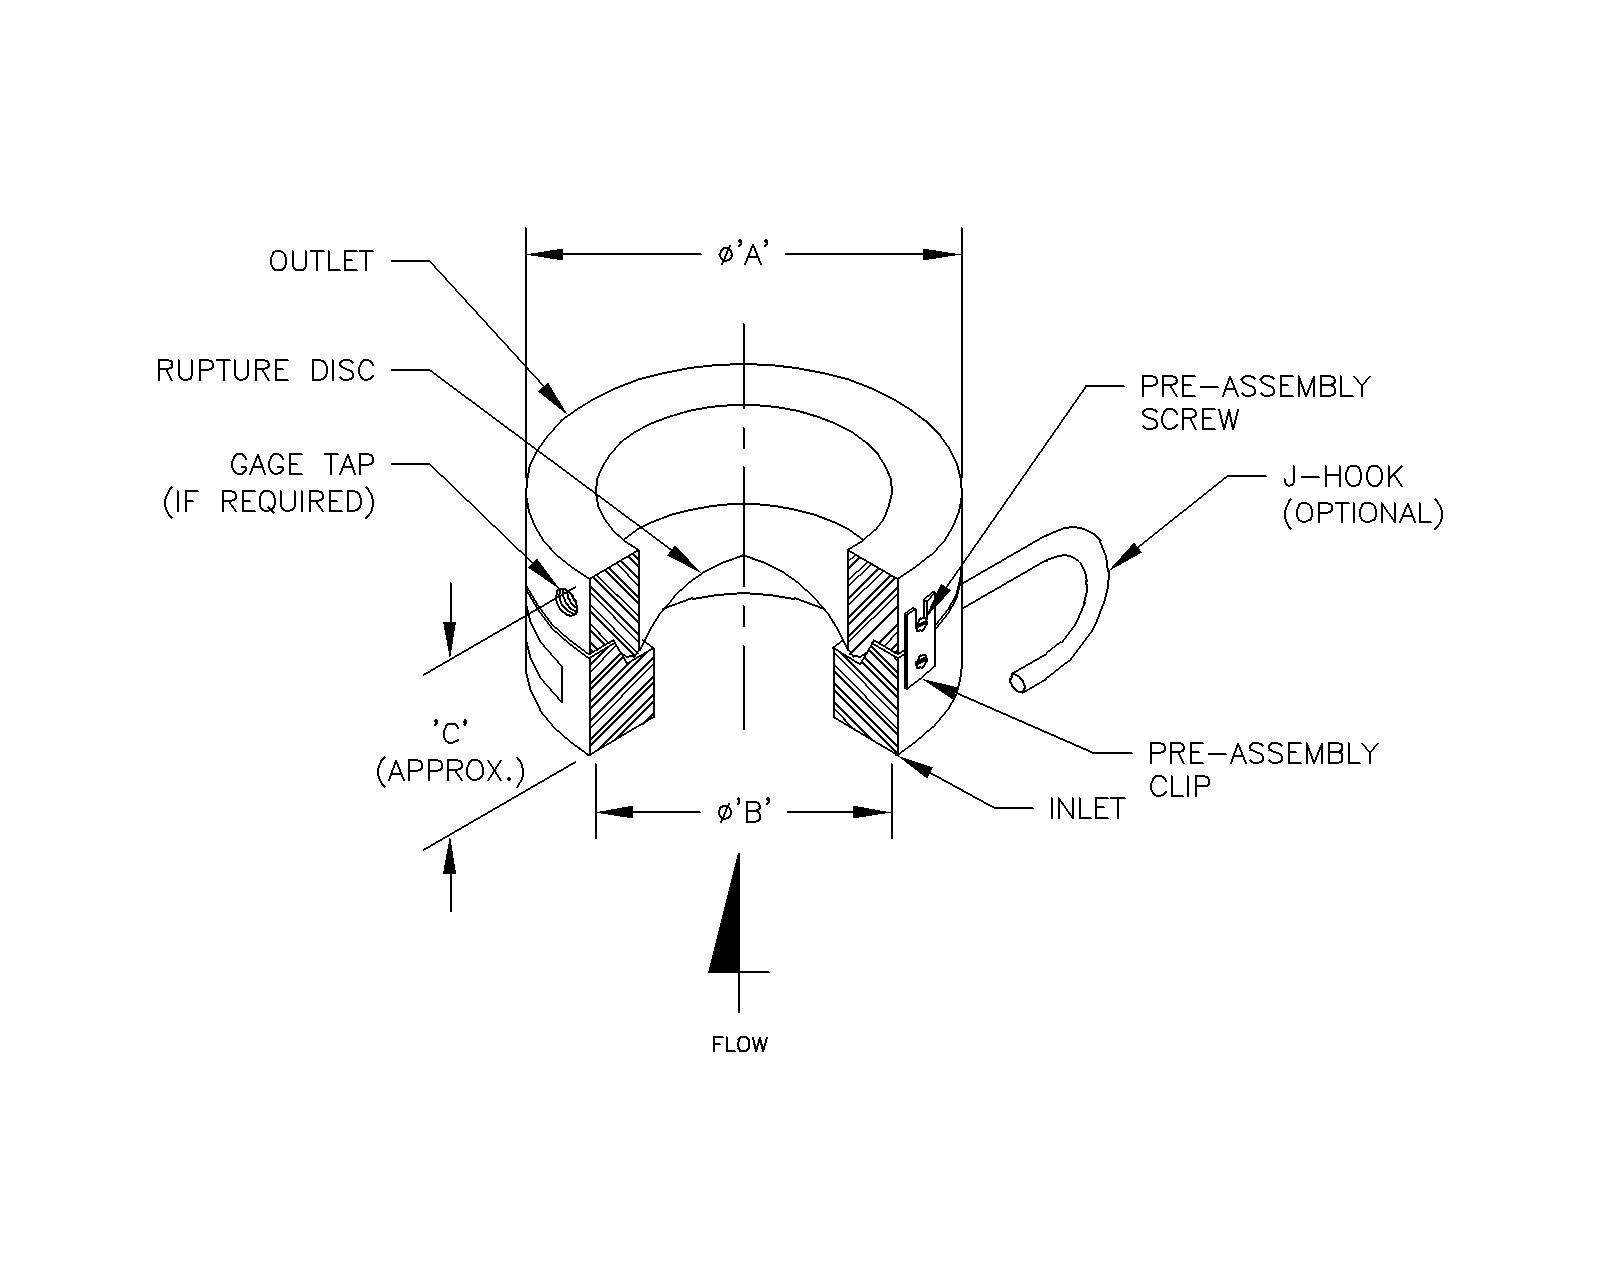 ø'A'
OUTLET
RUPTURE DISC
PRE-ASSEMBLY
SCREW
GAGE TAP
(IF REQUIRED)
J-HOOK
(OPTIONAL)
'C'
(APPROX.)
PRE-ASSEMBLY
CLIP
INLET
ø'B'
FLOW